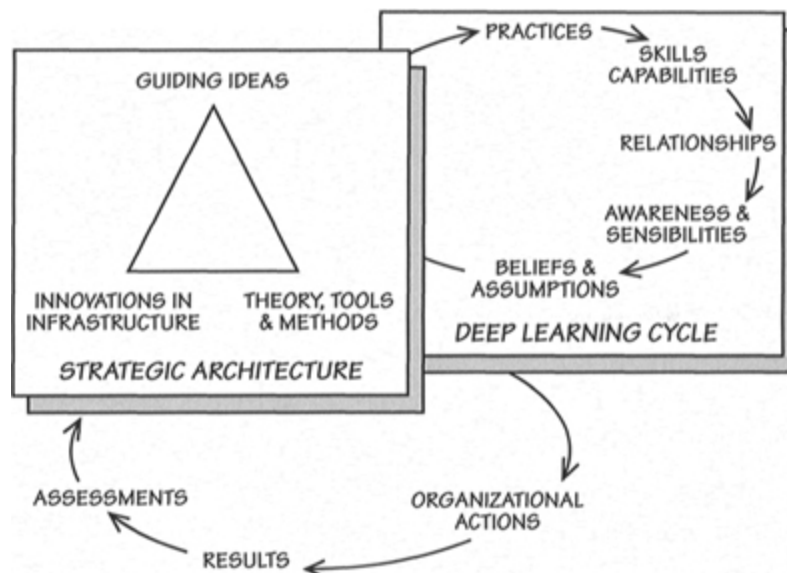 PRACTICES
SKILLS
CAPABILITIES
RELATIONSHIPS
AWARENESS &
SENSIBILITIES
BELIEFS &
ASSUMPTIONS
DEEP LEARNING CYCLE
GUIDING IDEAS
INNOVATIONS IN
INFRASTRUCTURE
THEORY, TOOLS
& METHODS
STRATEGIC ARCHITECTURE
ORGANIZATIONAL
ACTIONS
RESULTS
ASSESSMENTS